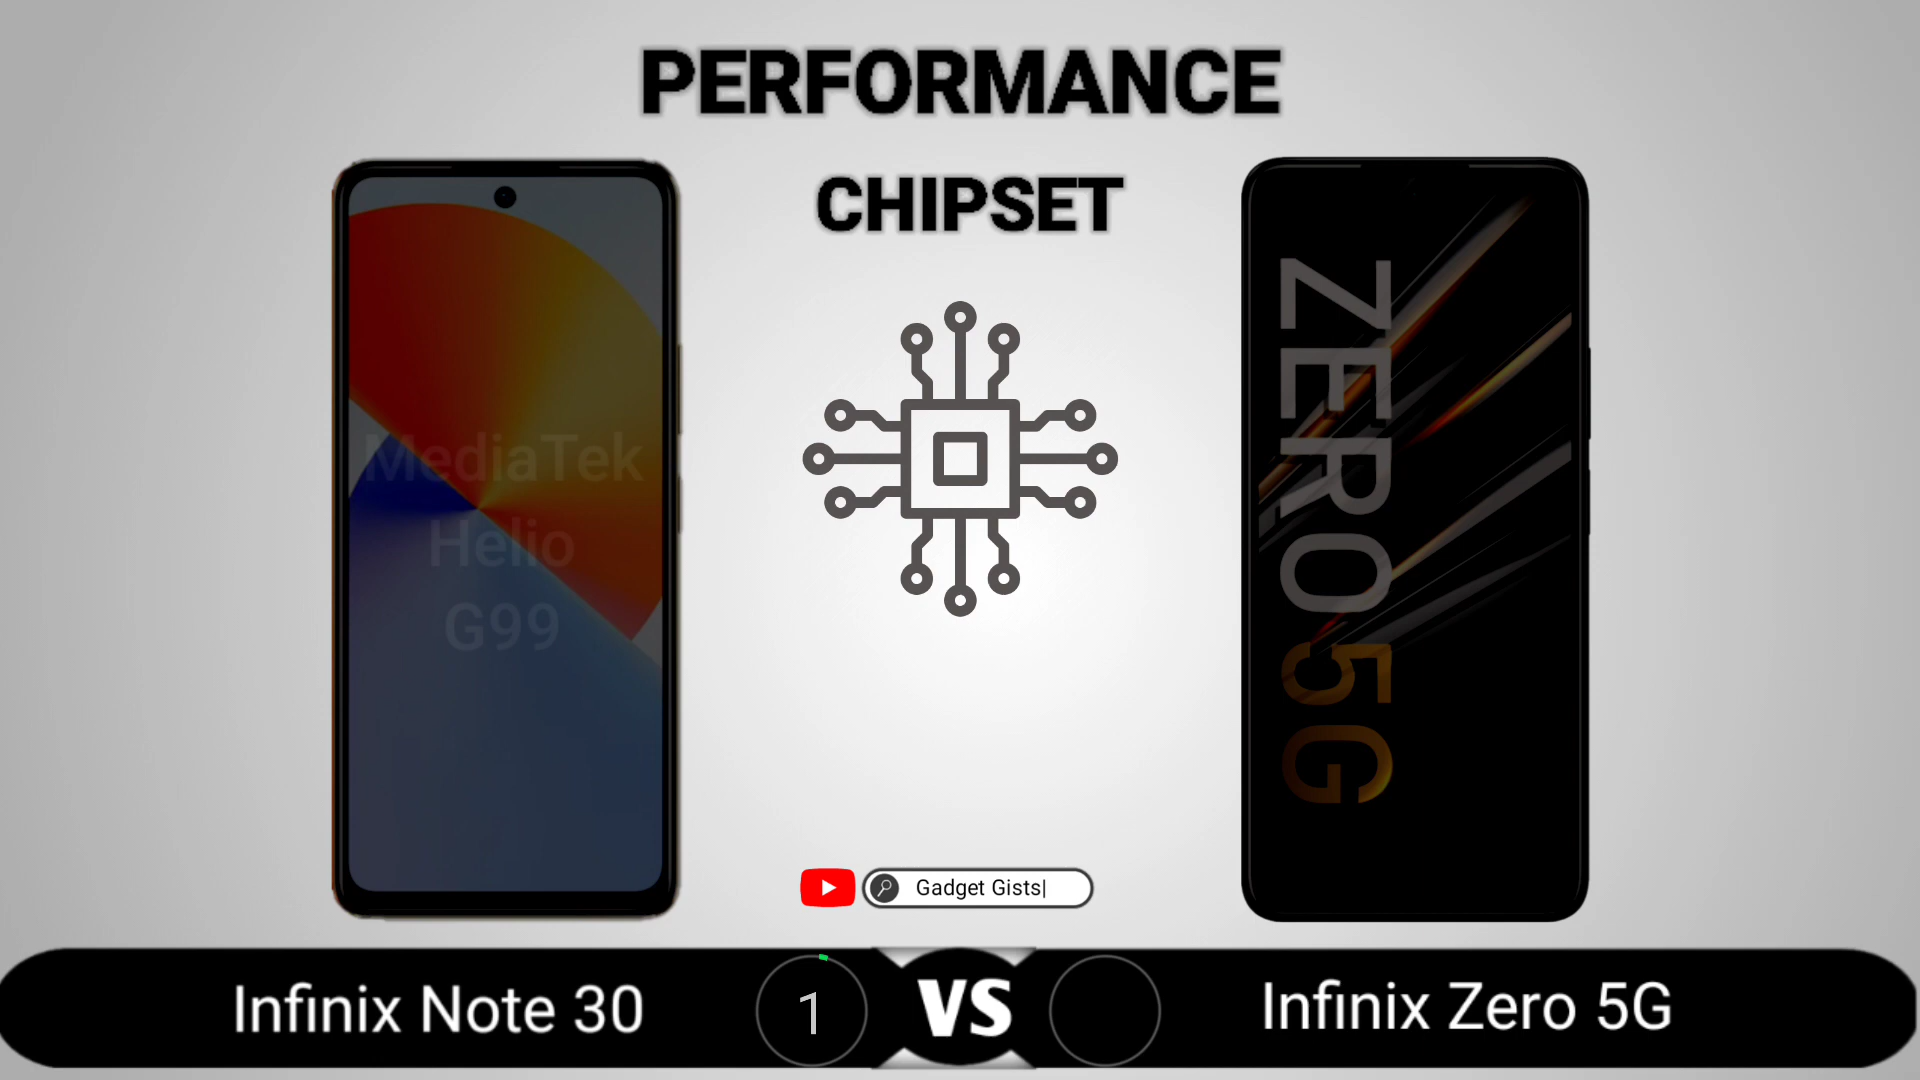 PERFORMANCE
CHIPSET
MediaTek
Helio
G99
ZERO 5G
Gadget Gists|
Infinix Note 30
1
VS
Infinix Zero 5G